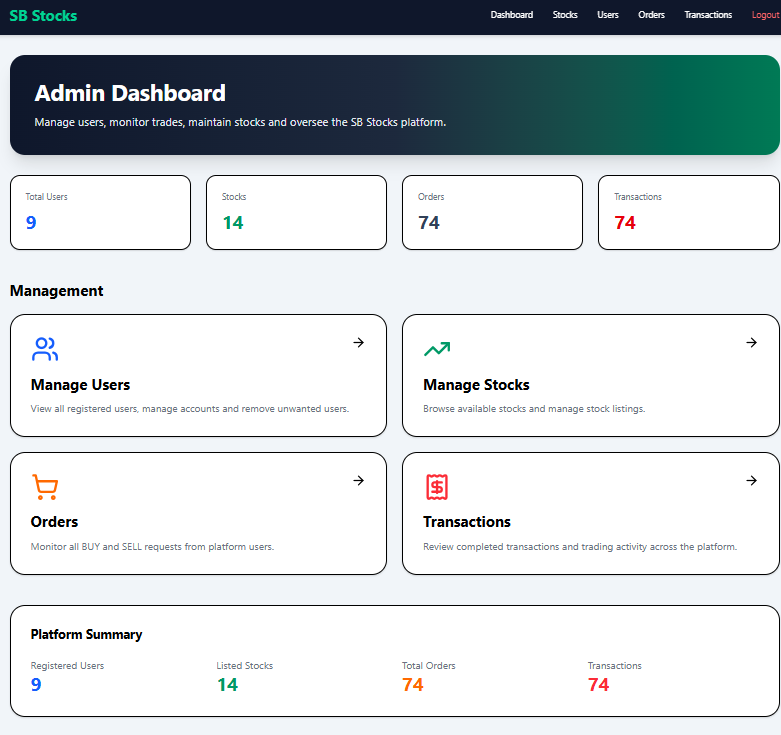 SB Stocks
Dashboard Stocks Users Orders Transactions Logout
Admin Dashboard
Manage users, monitor trades, maintain stocks and oversee the SB Stocks platform.
Total Users
9
Stocks
14
Orders
74
Transactions
74
Management
Manage Users
View all registered users, manage accounts and remove unwanted users.
Manage Stocks
Browse available stocks and manage stock listings.
Orders
Monitor all BUY and SELL requests from platform users.
Transactions
Review completed transactions and trading activity across the platform.
Platform Summary
Registered Users
9
Listed Stocks
14
Total Orders
74
Transactions
74